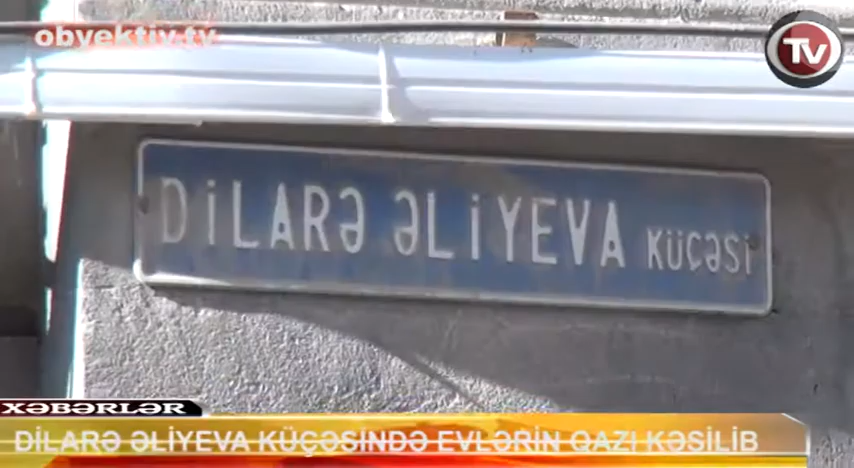 obyektiv.tv
TV
DİLARƏ ƏLİYEVA KÜÇƏSİ
XƏBƏRLƏR
DİLARƏ ƏLİYEVA KÜÇƏSİNDƏ EVLƏRİN QAZI KƏSİLİB